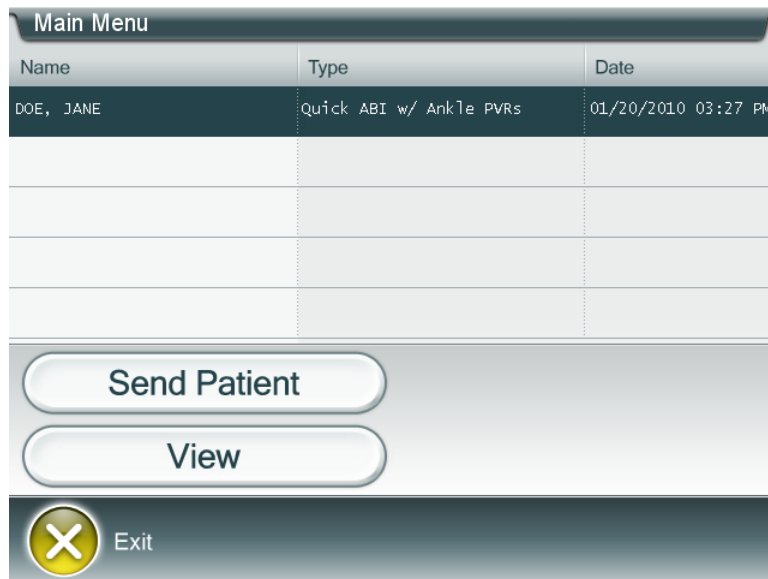 Main Menu
Name Type Date
DOE, JANE Quick ABI w/ Ankle PVRs 01/20/2010 03:27 PM
Send Patient
View
Exit